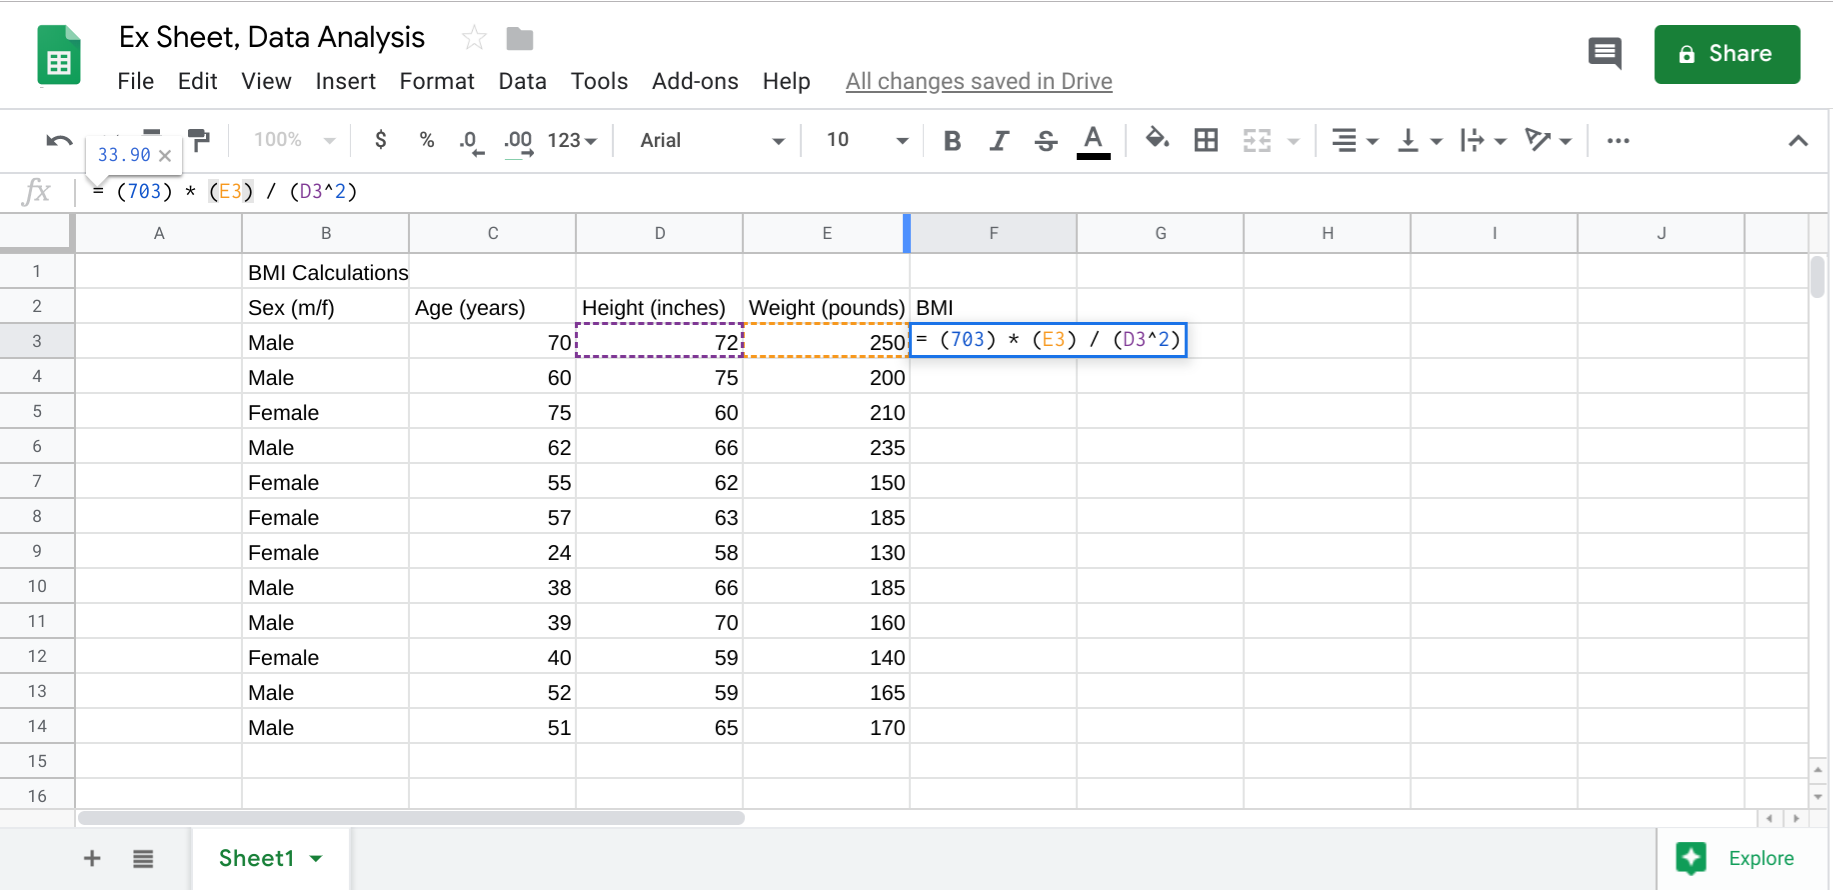 Ex Sheet, Data Analysis
File Edit View Insert Format Data Tools Add-ons Help All changes saved in Drive
Share
100% $ % .0 .00 123 Arial 10 B I S A
33.90 ×
fx = (703) * (E3) / (D3^2)
A B C D E F G H I J
1 BMI Calculations
2 Sex (m/f) Age (years) Height (inches) Weight (pounds) BMI
3 Male 70 72 250 = (703) * (E3) / (D3^2)
4 Male 60 75 200
5 Female 75 60 210
6 Male 62 66 235
7 Female 55 62 150
8 Female 57 63 185
9 Female 24 58 130
10 Male 38 66 185
11 Male 39 70 160
12 Female 40 59 140
13 Male 52 59 165
14 Male 51 65 170
15
16
Sheet1
Explore